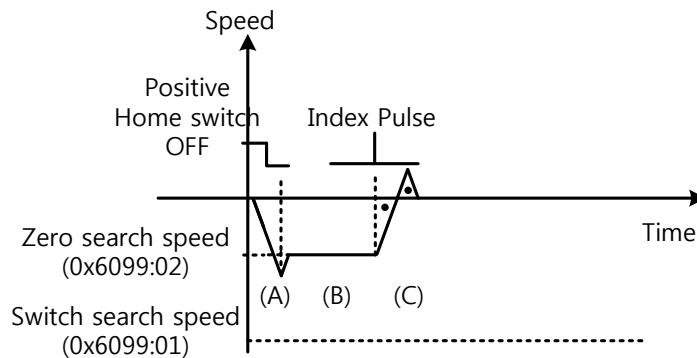 Speed
Positive
Home switch
OFF
Index Pulse
Time
Zero search speed
(0x6099:02)
(A)
(B)
(C)
Switch search speed
(0x6099:01)